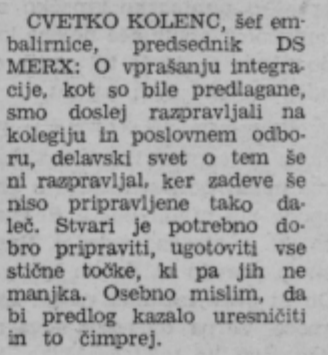 CVETKO KOLENC, šef em-
balirnice, predsednik DS
MERX: O vprašanju integra-
cije, kot so bile predlagane,
smo doslej razpravljali na
kolegiju in poslovnem odbo-
ru, delavski svet o tem še
ni razpravljal, ker zadeve še
niso pripravljene tako da-
leč. Stvari je potrebno do-
bro pripraviti, ugotoviti vse
stične točke, ki pa jih ne
manjka. Osebno mislim, da
bi predlog kazalo uresničiti
in to čimprej.